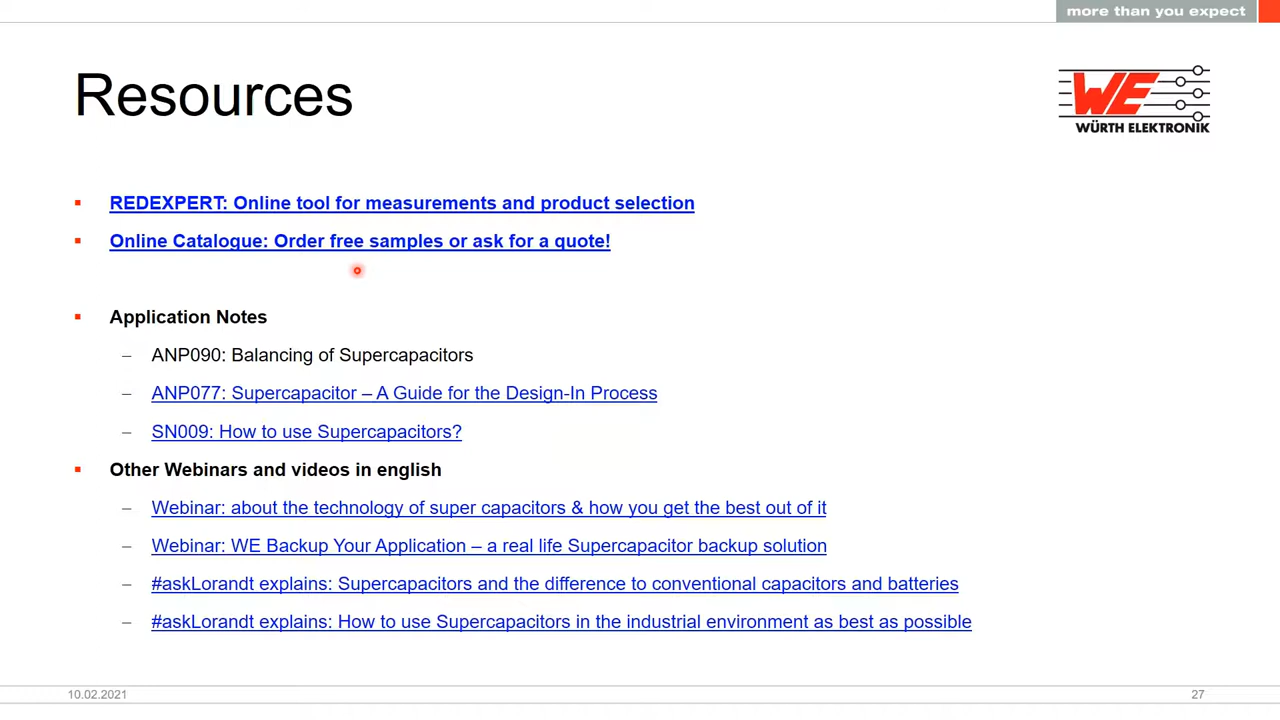 more than you expect
Resources
WE
WÜRTH ELEKTRONIK
REDEXPERT: Online tool for measurements and product selection
Online Catalogue: Order free samples or ask for a quote!
Application Notes
– ANP090: Balancing of Supercapacitors
– ANP077: Supercapacitor – A Guide for the Design-In Process
– SN009: How to use Supercapacitors?
Other Webinars and videos in english
– Webinar: about the technology of super capacitors & how you get the best out of it
– Webinar: WE Backup Your Application – a real life Supercapacitor backup solution
– #askLorandt explains: Supercapacitors and the difference to conventional capacitors and batteries
– #askLorandt explains: How to use Supercapacitors in the industrial environment as best as possible
10.02.2021
27